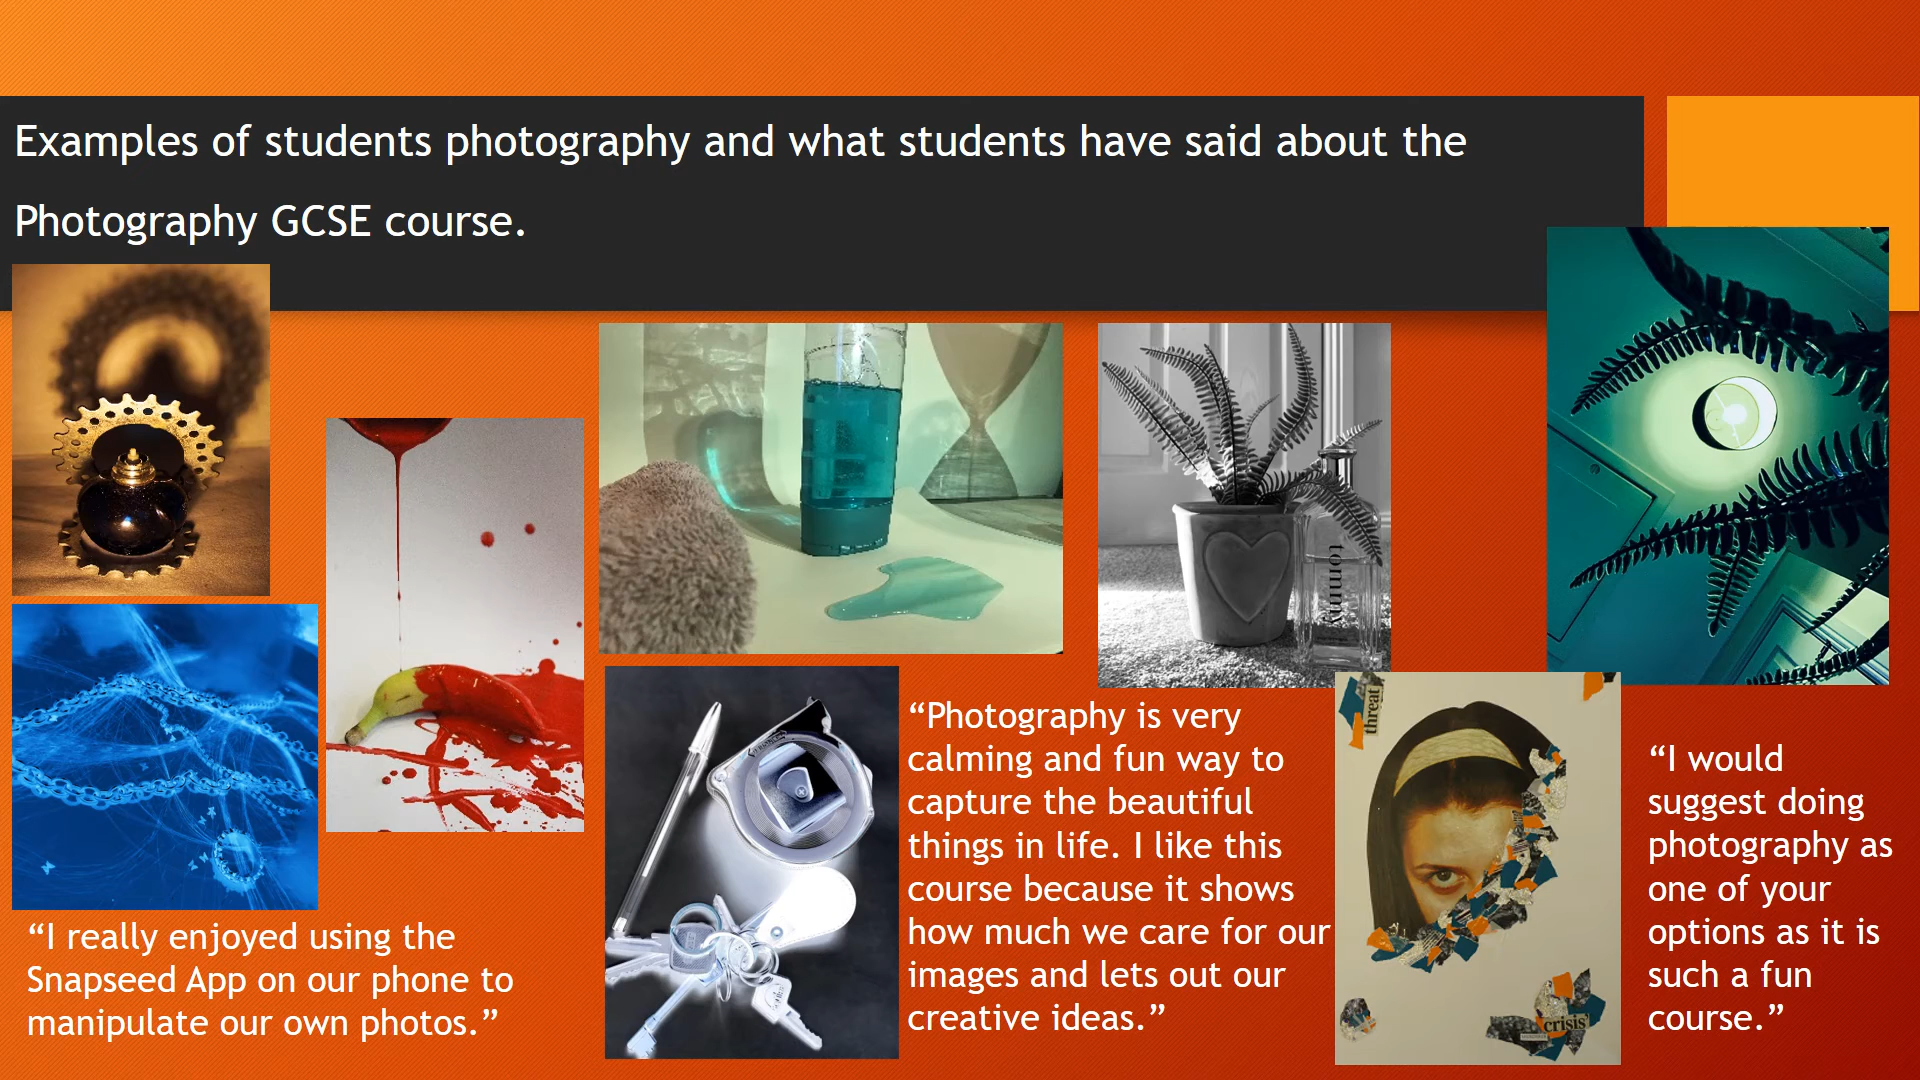 Examples of students photography and what students have said about the
Photography GCSE course.
tommy
threat
“Photography is very
calming and fun way to
capture the beautiful
things in life. I like this
course because it shows
how much we care for our
images and lets out our
creative ideas.”
“I would
suggest doing
photography as
one of your
options as it is
such a fun
course.”
crisis
“I really enjoyed using the
Snapseed App on our phone to
manipulate our own photos.”